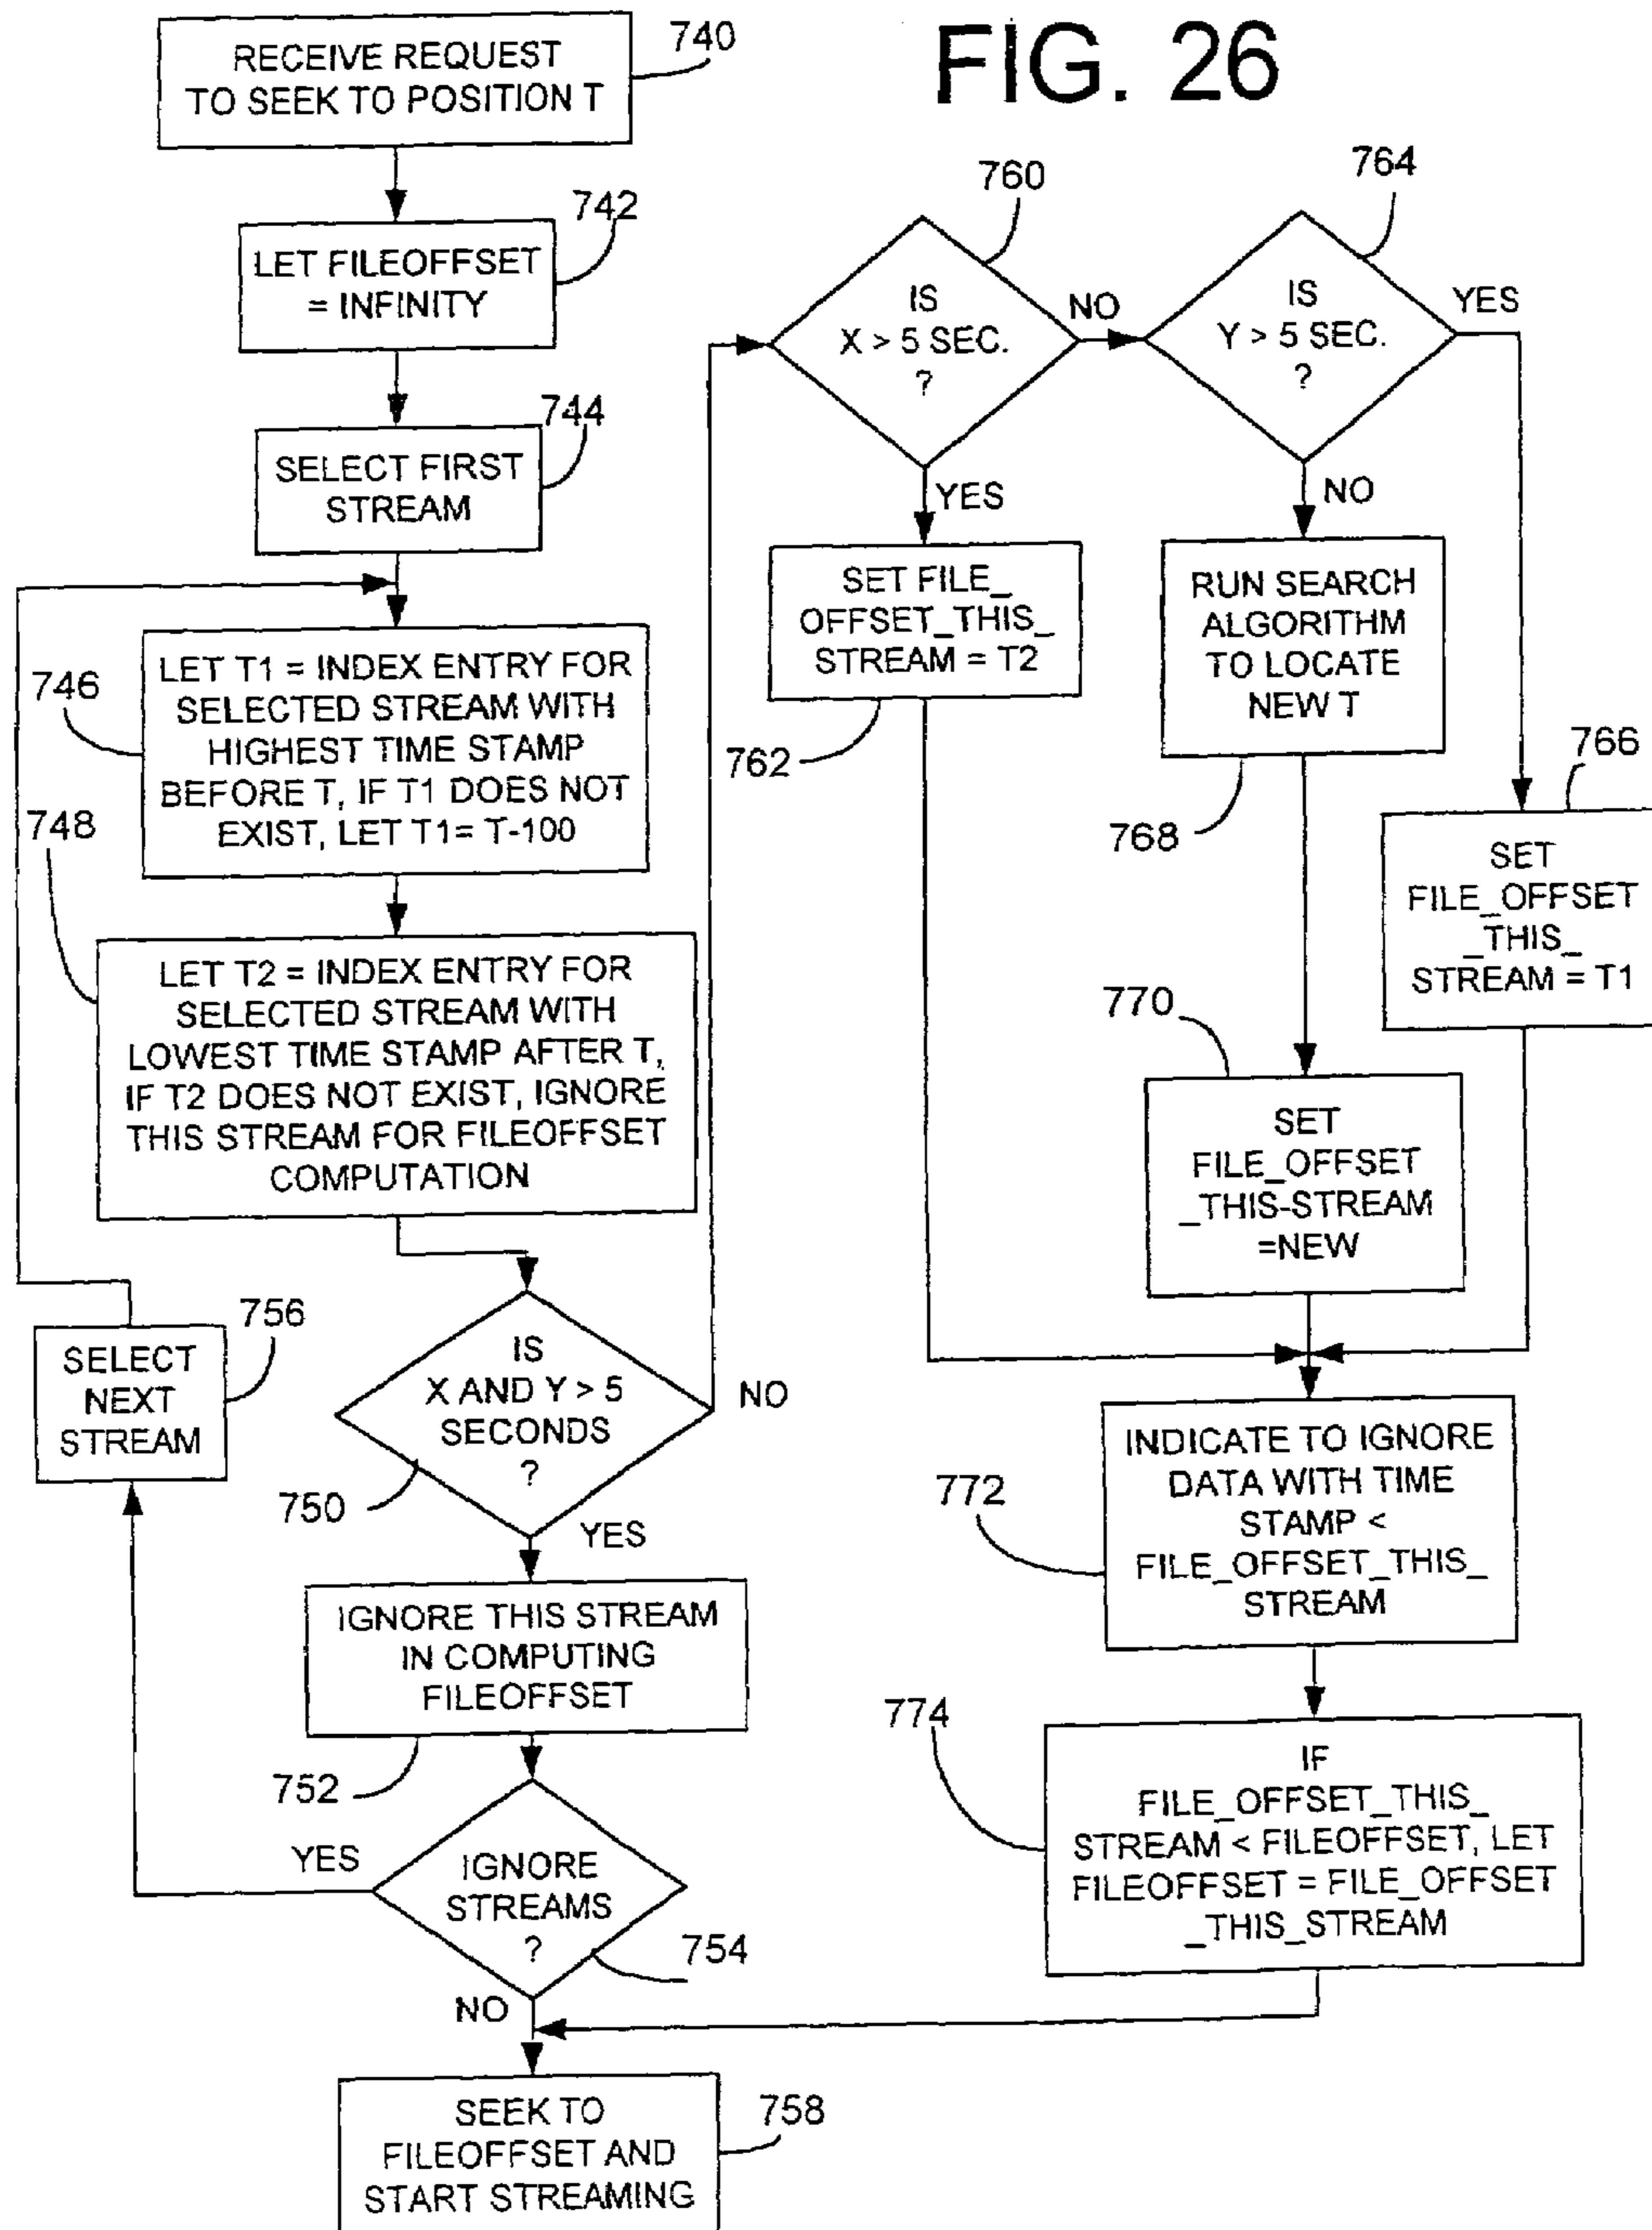 FIG. 26
RECEIVE REQUEST
TO SEEK TO POSITION T
740
LET FILEOFFSET
= INFINITY
742
SELECT FIRST
STREAM
744
LET T1 = INDEX ENTRY FOR
SELECTED STREAM WITH
HIGHEST TIME STAMP
BEFORE T, IF T1 DOES NOT
EXIST, LET T1= T-100
746
LET T2 = INDEX ENTRY FOR
SELECTED STREAM WITH
LOWEST TIME STAMP AFTER T,
IF T2 DOES NOT EXIST, IGNORE
THIS STREAM FOR FILEOFFSET
COMPUTATION
748
IS
X AND Y > 5
SECONDS
?
750
NO
YES
IGNORE THIS STREAM
IN COMPUTING
FILEOFFSET
752
IGNORE
STREAMS
?
754
YES
NO
SELECT
NEXT
STREAM
756
SEEK TO
FILEOFFSET AND
START STREAMING
758
IS
X > 5 SEC.
?
760
NO
YES
SET FILE_
OFFSET_THIS_
STREAM = T2
762
IS
Y > 5 SEC.
?
764
YES
NO
RUN SEARCH
ALGORITHM
TO LOCATE
NEW T
768
SET
FILE_OFFSET
_THIS_
STREAM = T1
766
SET
FILE_OFFSET
_THIS-STREAM
=NEW
770
INDICATE TO IGNORE
DATA WITH TIME
STAMP <
FILE_OFFSET_THIS_
STREAM
772
IF
FILE_OFFSET_THIS_
STREAM < FILEOFFSET, LET
FILEOFFSET = FILE_OFFSET
_THIS_STREAM
774